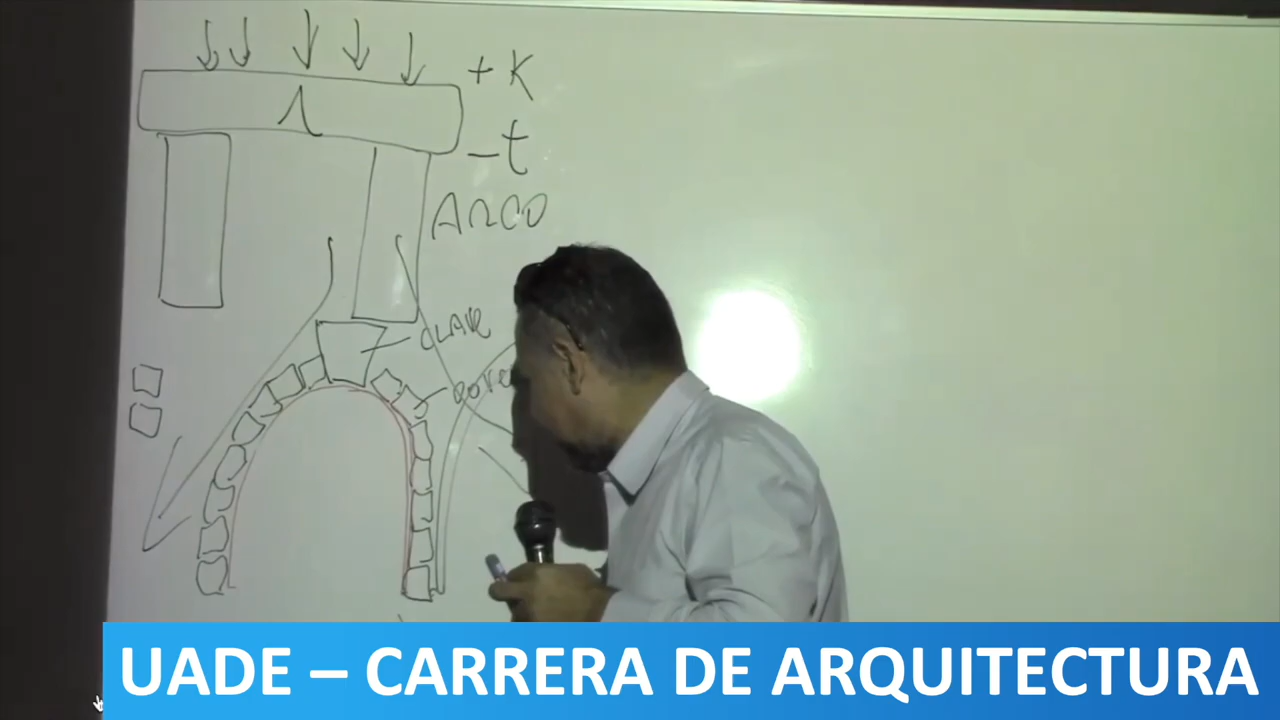 + K
- t
ARCO
CLAVE
UADE – CARRERA DE ARQUITECTURA